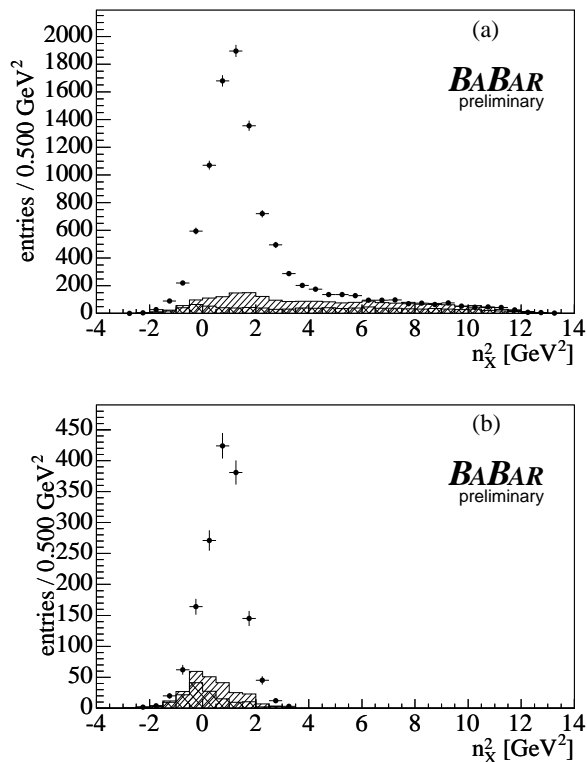 (a)
BABAR
preliminary
entries / 0.500 GeV²
2000
1800
1600
1400
1200
1000
800
600
400
200
0
-4 -2 0 2 4 6 8 10 12 14
n²X [GeV²]
(b)
BABAR
preliminary
entries / 0.500 GeV²
450
400
350
300
250
200
150
100
50
0
-4 -2 0 2 4 6 8 10 12 14
n²X [GeV²]